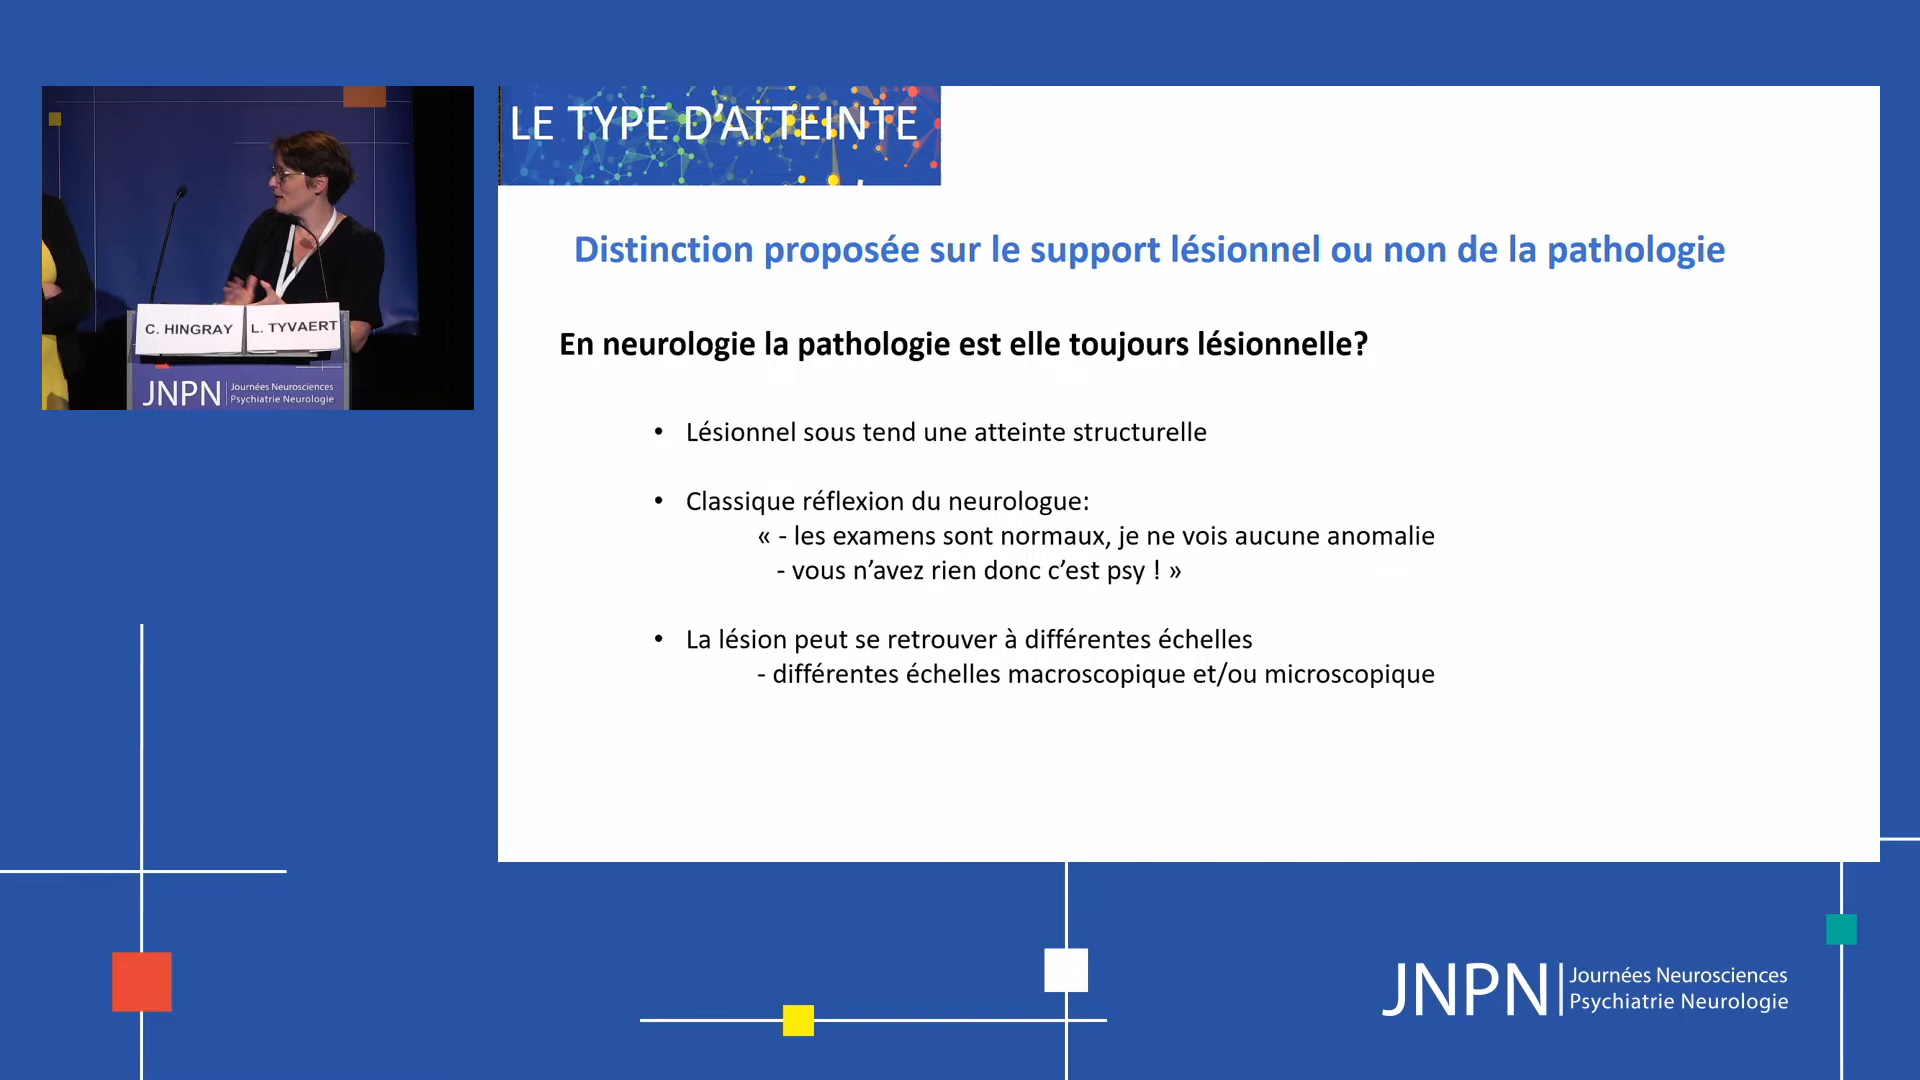 LE TYPE D'ATTEINTE
Distinction proposée sur le support lésionnel ou non de la pathologie
En neurologie la pathologie est elle toujours lésionnelle?
• Lésionnel sous tend une atteinte structurelle
• Classique réflexion du neurologue:
« - les examens sont normaux, je ne vois aucune anomalie
- vous n'avez rien donc c'est psy ! »
• La lésion peut se retrouver à différentes échelles
- différentes échelles macroscopique et/ou microscopique
C. HINGRAY
L. TYVAERT
JNPN
Journées Neurosciences
Psychiatrie Neurologie
JNPN
Journées Neurosciences
Psychiatrie Neurologie